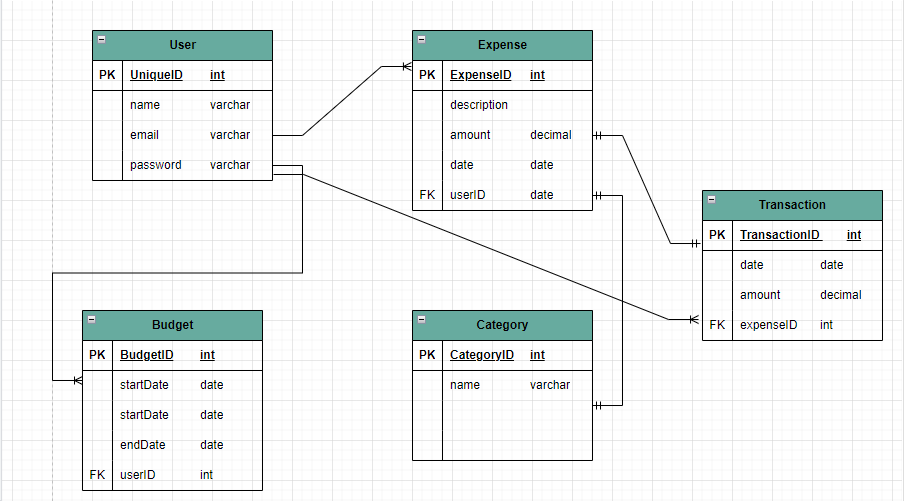 User
PK UniqueID int
name varchar
email varchar
password varchar
Expense
PK ExpenseID int
description
amount decimal
date date
FK userID date
Transaction
PK TransactionID int
date date
amount decimal
FK expenseID int
Budget
PK BudgetID int
startDate date
startDate date
endDate date
FK userID int
Category
PK CategoryID int
name varchar